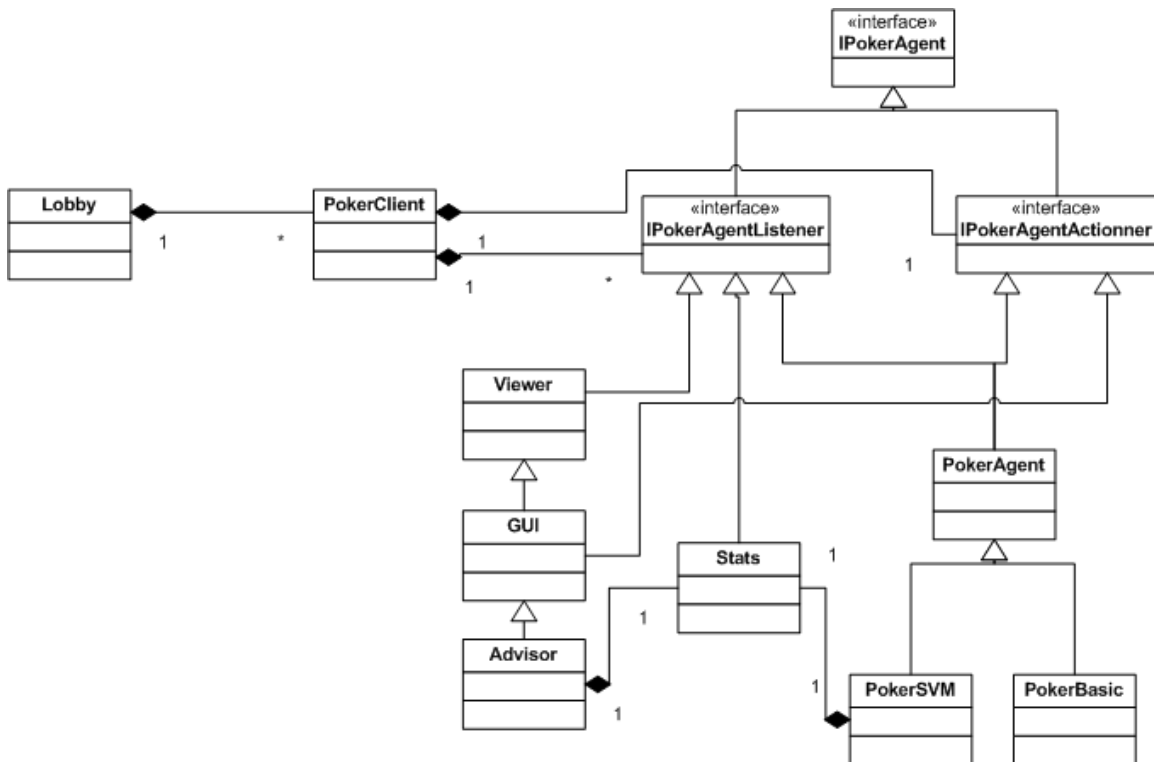 «interface»
IPokerAgent
Lobby
PokerClient
«interface»
IPokerAgentListener
«interface»
IPokerAgentActionner
1
*
1
1
*
1
Viewer
PokerAgent
GUI
Stats
1
1
Advisor
1
1
PokerSVM
PokerBasic